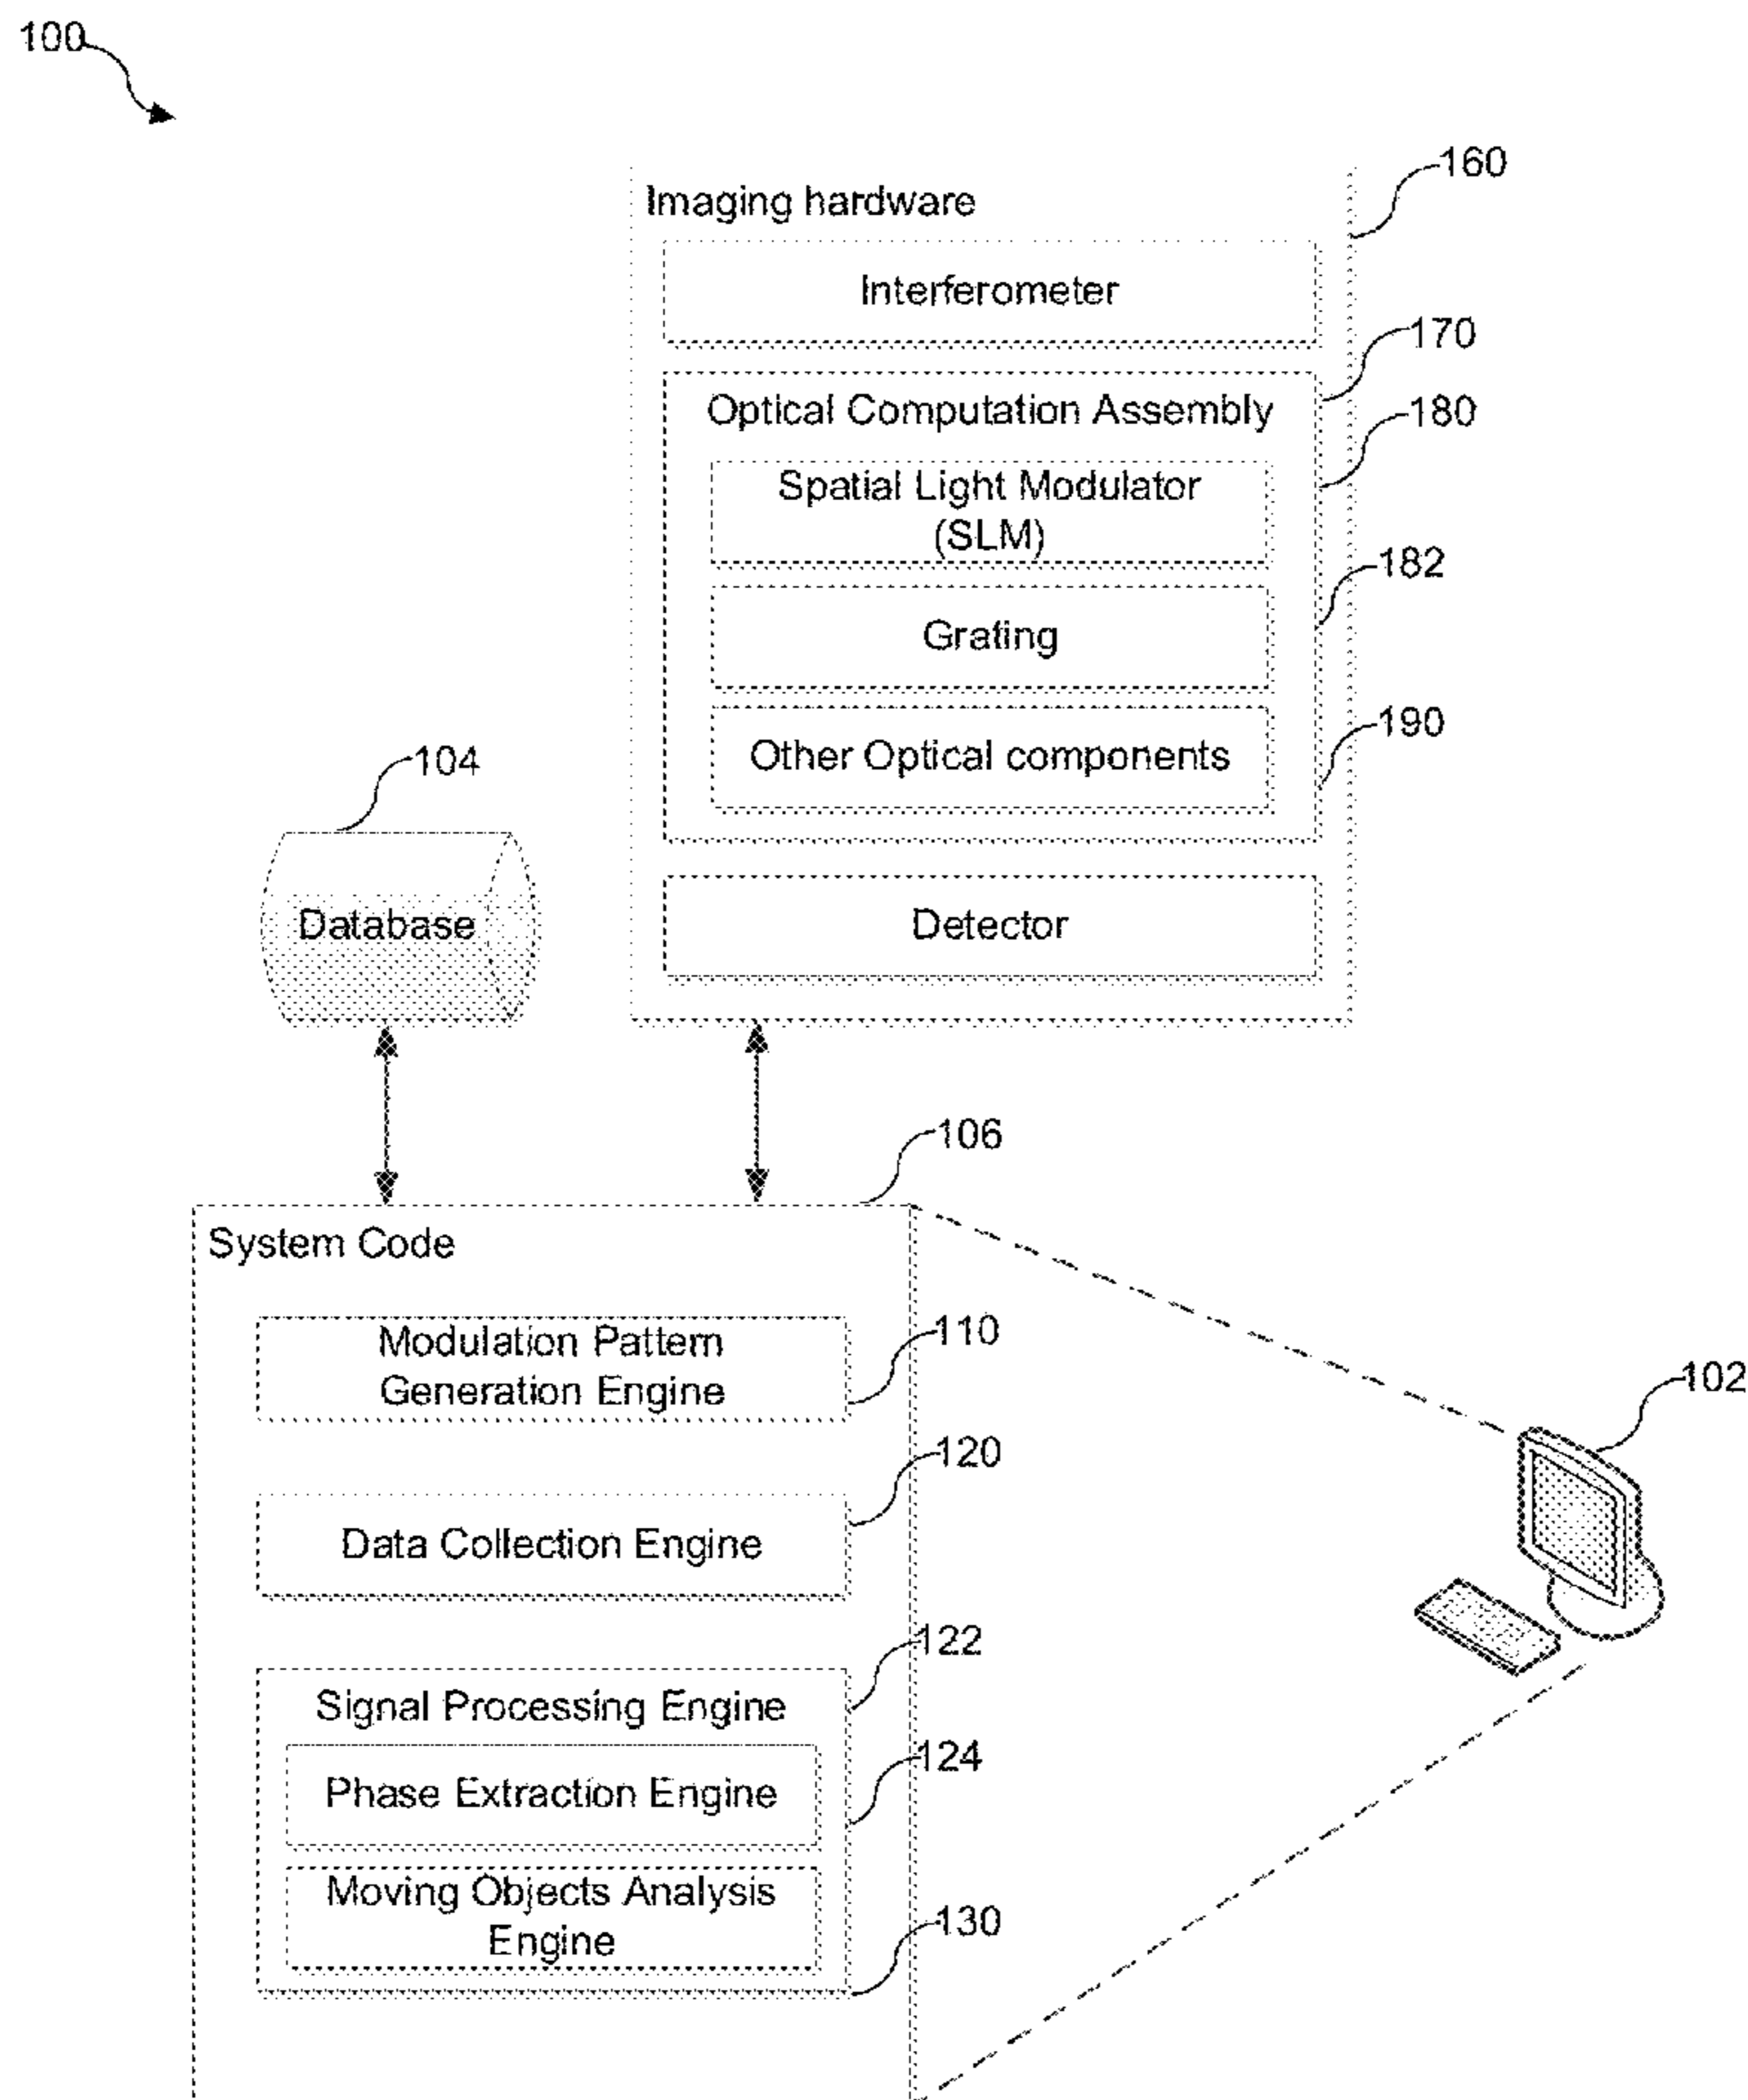 100
160
Imaging hardware
Interferometer
170
Optical Computation Assembly
180
Spatial Light Modulator
(SLM)
182
Grating
190
Other Optical components
104
Database
Detector
106
System Code
110
Modulation Pattern
Generation Engine
102
120
Data Collection Engine
122
Signal Processing Engine
124
Phase Extraction Engine
Moving Objects Analysis
Engine
130